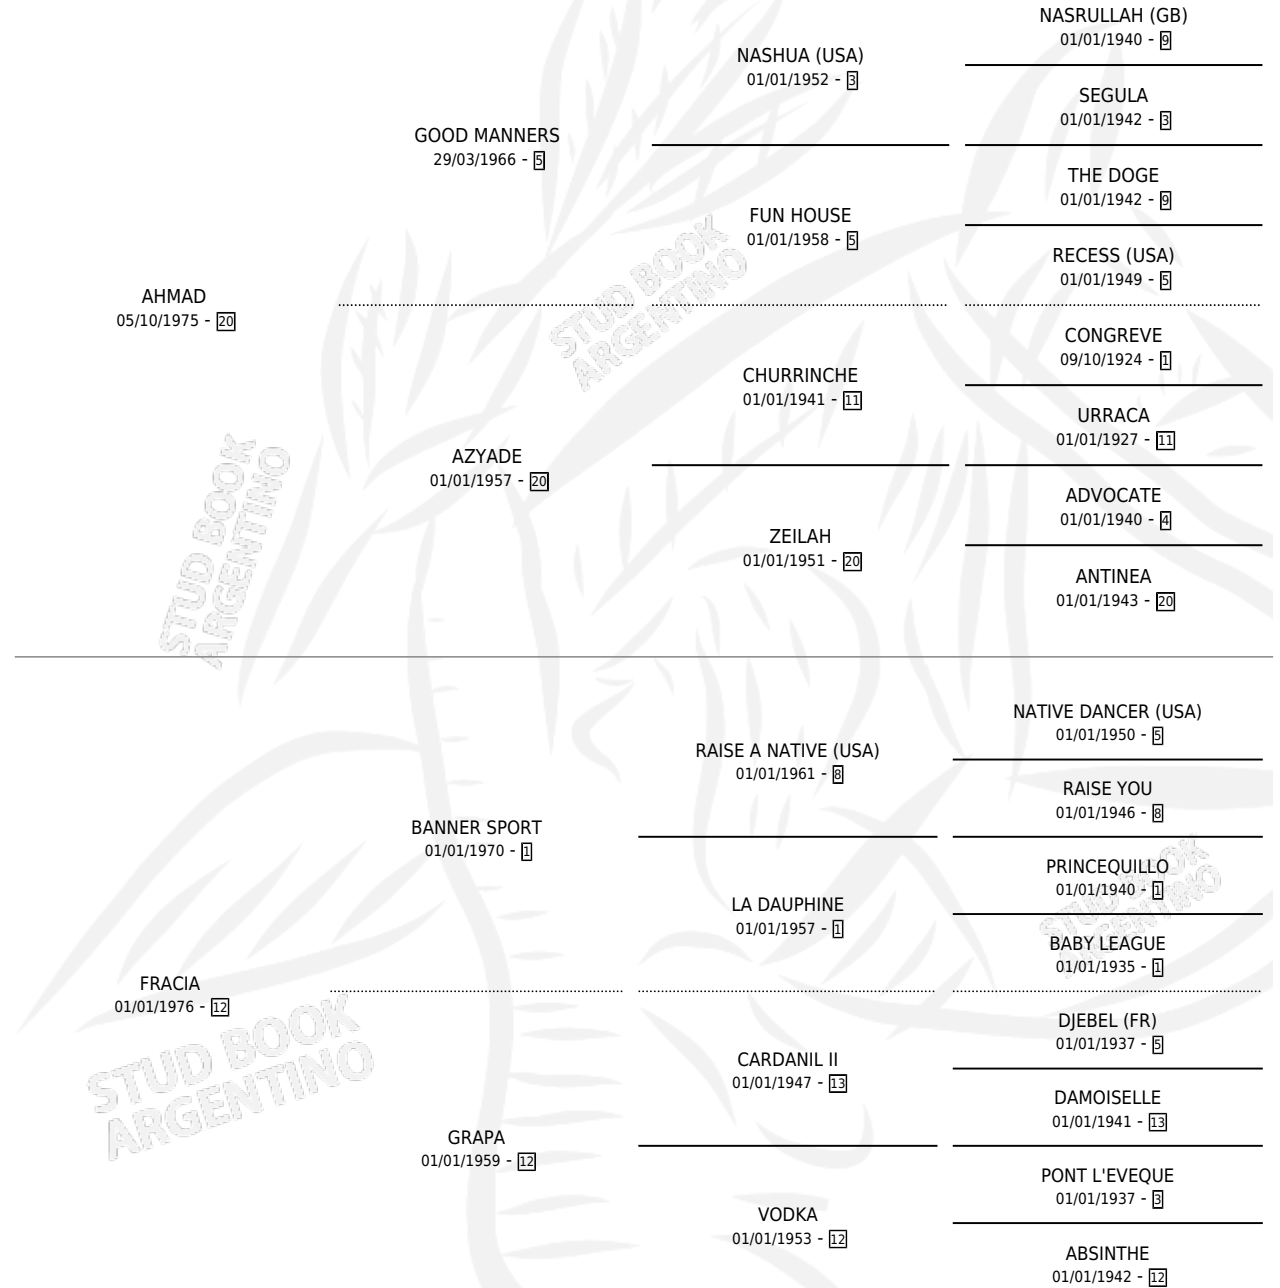 NASRULLAH (GB)
01/01/1940 - 9
NASHUA (USA)
01/01/1952 - 3
SEGULA
01/01/1942 - 3
GOOD MANNERS
29/03/1966 - 5
THE DOGE
01/01/1942 - 9
FUN HOUSE
01/01/1958 - 5
RECESS (USA)
01/01/1949 - 5
AHMAD
05/10/1975 - 20
CONGREVE
09/10/1924 - 1
CHURRINCHE
01/01/1941 - 11
URRACA
01/01/1927 - 11
AZYADE
01/01/1957 - 20
ADVOCATE
01/01/1940 - 4
ZEILAH
01/01/1951 - 20
ANTINEA
01/01/1943 - 20
NATIVE DANCER (USA)
01/01/1950 - 5
RAISE A NATIVE (USA)
01/01/1961 - 8
RAISE YOU
01/01/1946 - 8
BANNER SPORT
01/01/1970 - 1
PRINCEQUILLO
01/01/1940 - 1
LA DAUPHINE
01/01/1957 - 1
BABY LEAGUE
01/01/1935 - 1
FRACIA
01/01/1976 - 12
DJEBEL (FR)
01/01/1937 - 5
CARDANIL II
01/01/1947 - 13
DAMOISELLE
01/01/1941 - 13
GRAPA
01/01/1959 - 12
PONT L'EVEQUE
01/01/1937 - 3
VODKA
01/01/1953 - 12
ABSINTHE
01/01/1942 - 12
STUD BOOK
ARGENTINO
STUD BOOK
ARGENTINO
STUD BOOK
ARGENTINO
STUD BOOK
ARGENTINO